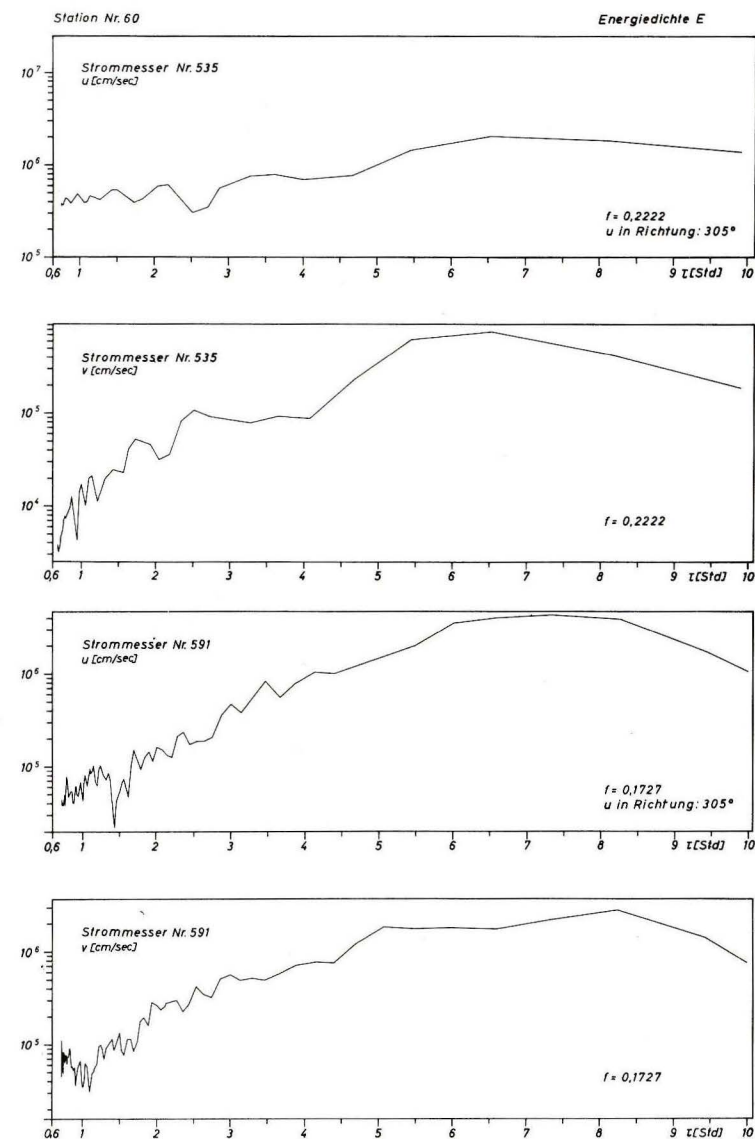 Station Nr. 60
Energiedichte E
10⁷
Strommesser Nr. 535
u [cm/sec]
10⁶
f = 0,2222
u in Richtung: 305°
10⁵
0,6 1 2 3 4 5 6 7 8 9 τ[Std] 10
Strommesser Nr. 535
v [cm/sec]
10⁵
10⁴
f = 0,2222
0,6 1 2 3 4 5 6 7 8 9 τ[Std] 10
Strommesser Nr. 591
u [cm/sec]
10⁶
10⁵
f = 0,1727
u in Richtung: 305°
0,6 1 2 3 4 5 6 7 8 9 τ[Std] 10
Strommesser Nr. 591
v [cm/sec]
10⁶
10⁵
f = 0,1727
0,6 1 2 3 4 5 6 7 8 9 τ[Std] 10